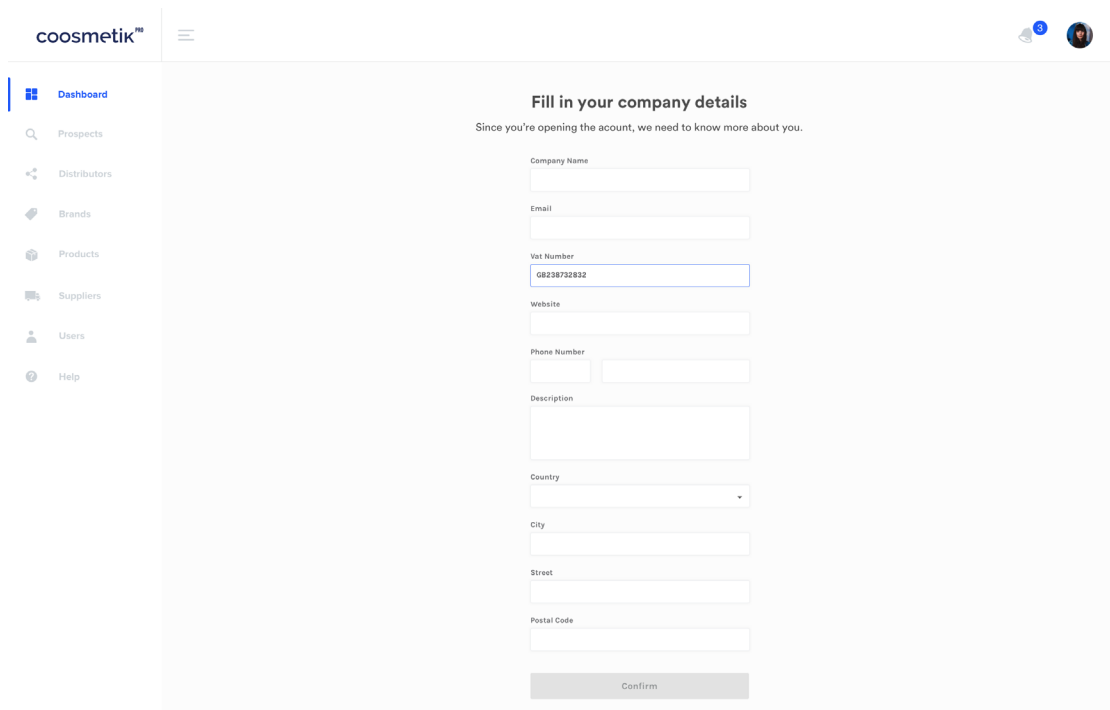 coosmetik PRO
3
Dashboard
Prospects
Distributors
Brands
Products
Suppliers
Users
Help
Fill in your company details
Since you're opening the acount, we need to know more about you.
Company Name
Email
Vat Number
GB238732832
Website
Phone Number
Description
Country
City
Street
Postal Code
Confirm